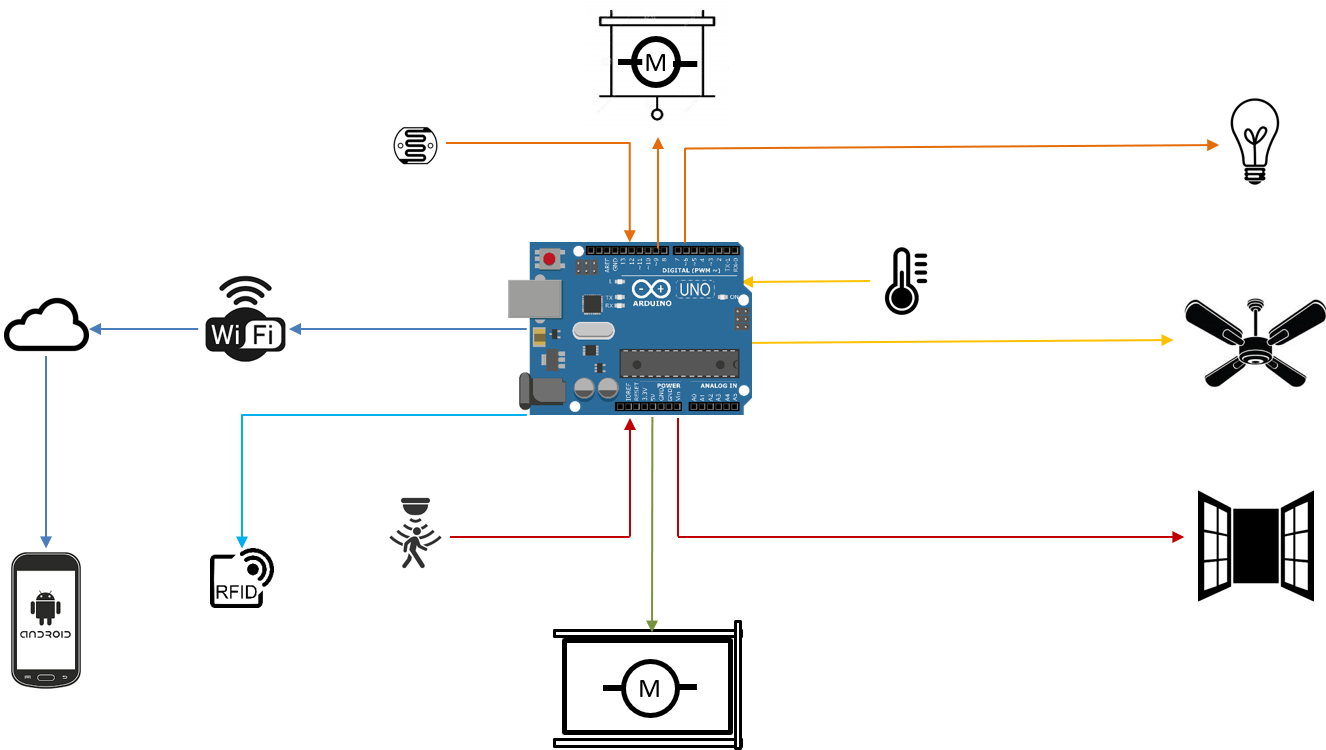 M
Wi Fi
AREF
GND
13
12
~11
~10
~9
8
7
~6
~5
4
~3
2
TX-1
RX-0
DIGITAL (PWM ~)
L
TX
RX
UNO
ARDUINO
ON
POWER
ANALOG IN
IOREF
RESET
3.3V
5V
GND
GND
Vin
A0
A1
A2
A3
A4
A5
RFID
ANDROID
M